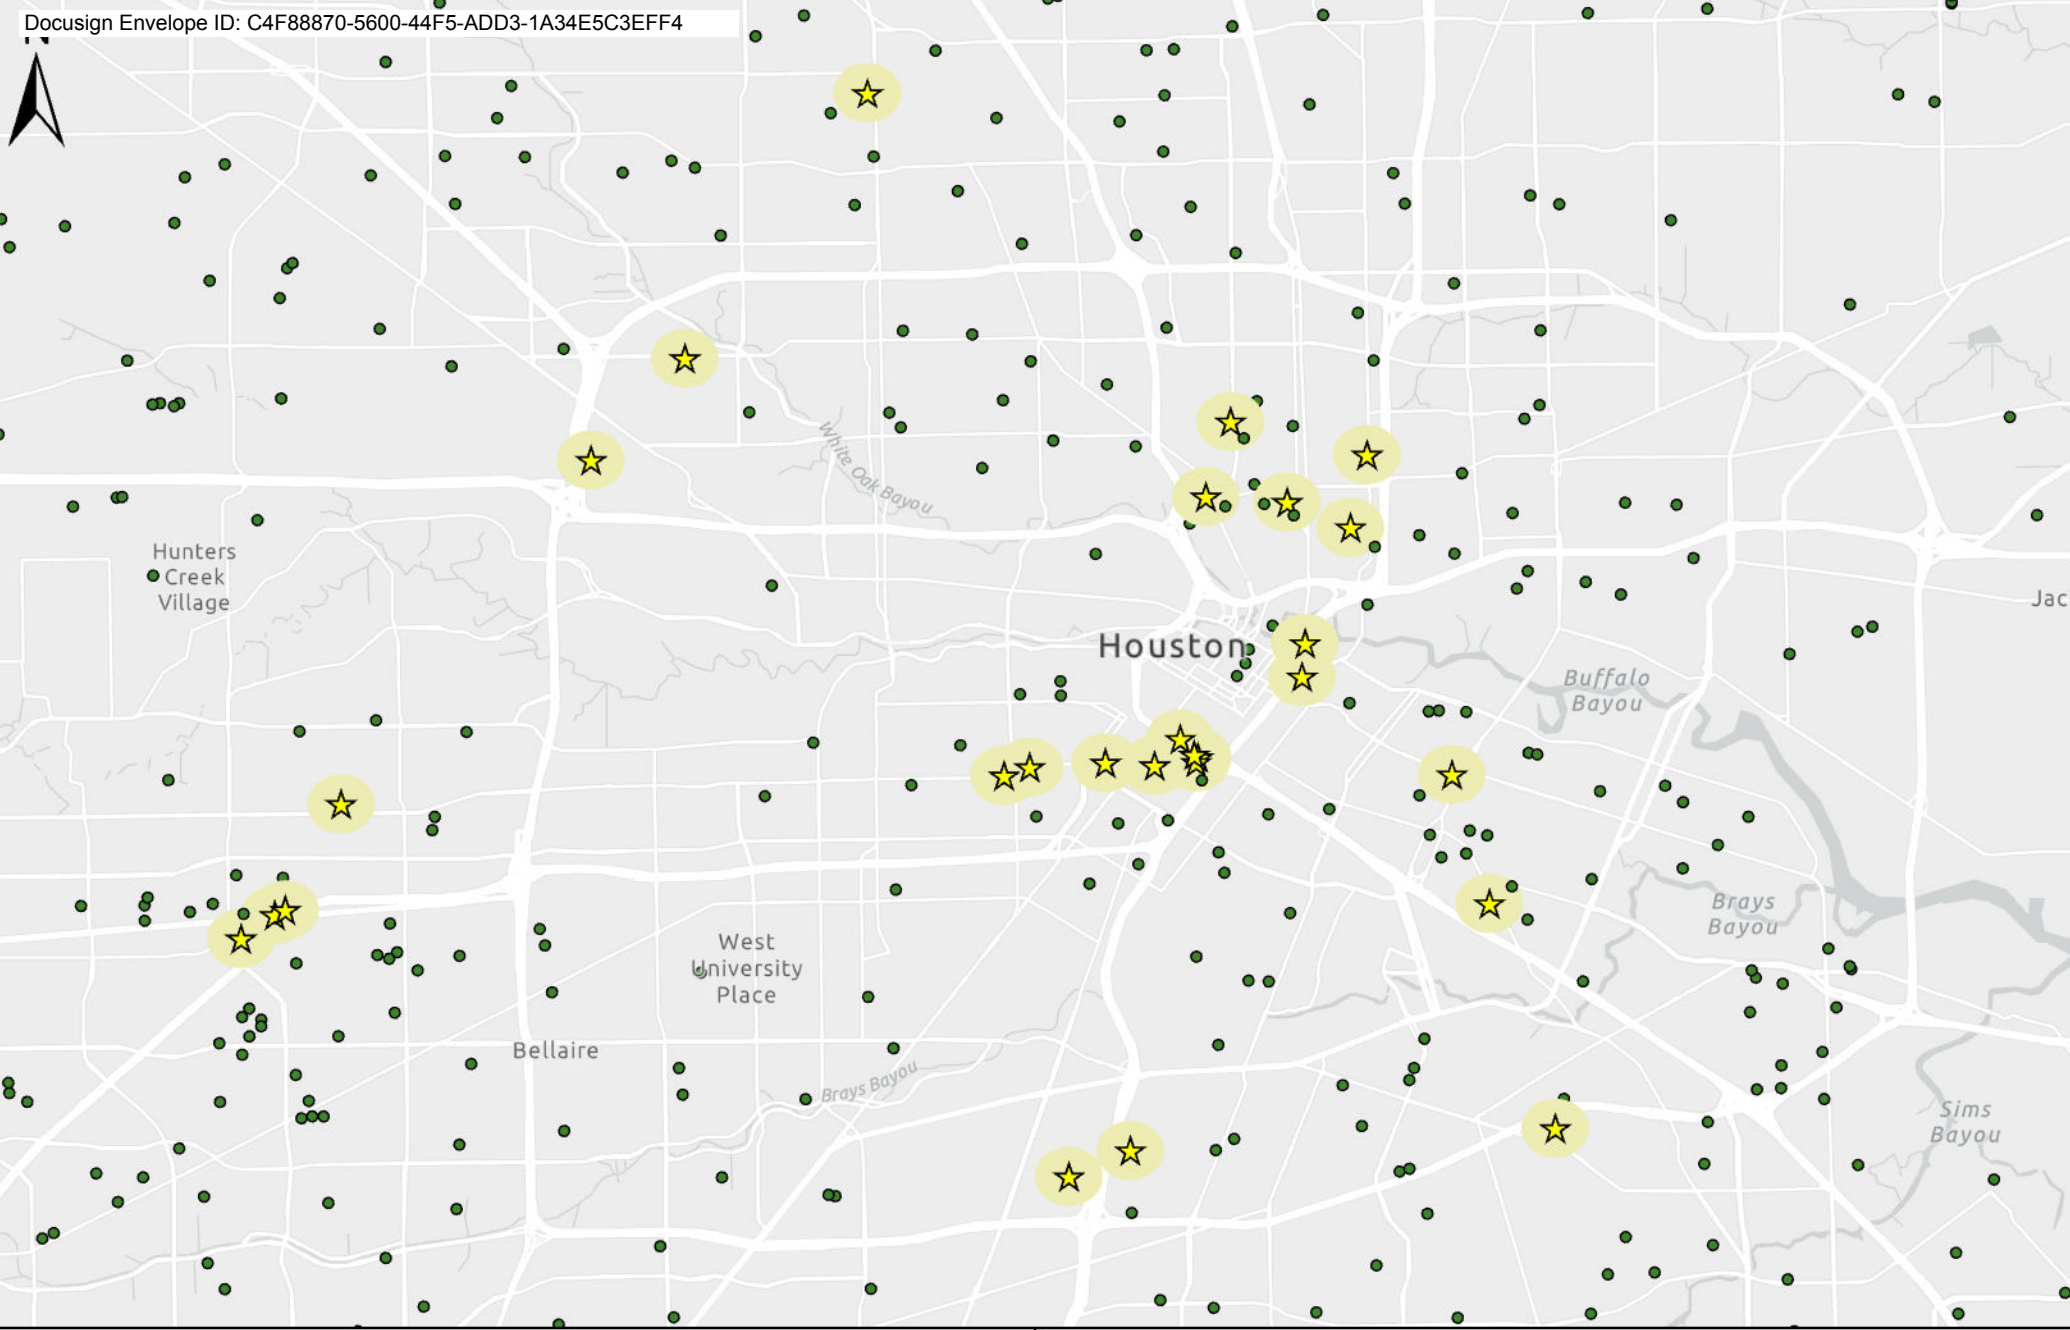 Docusign Envelope ID: C4F88870-5600-44F5-ADD3-1A34E5C3EFF4
N
White Oak Bayou
Hunters
Creek
Village
Jac
Houston
Buffalo
Bayou
Brays
Bayou
West
University
Place
Bellaire
Brays Bayou
Sims
Bayou